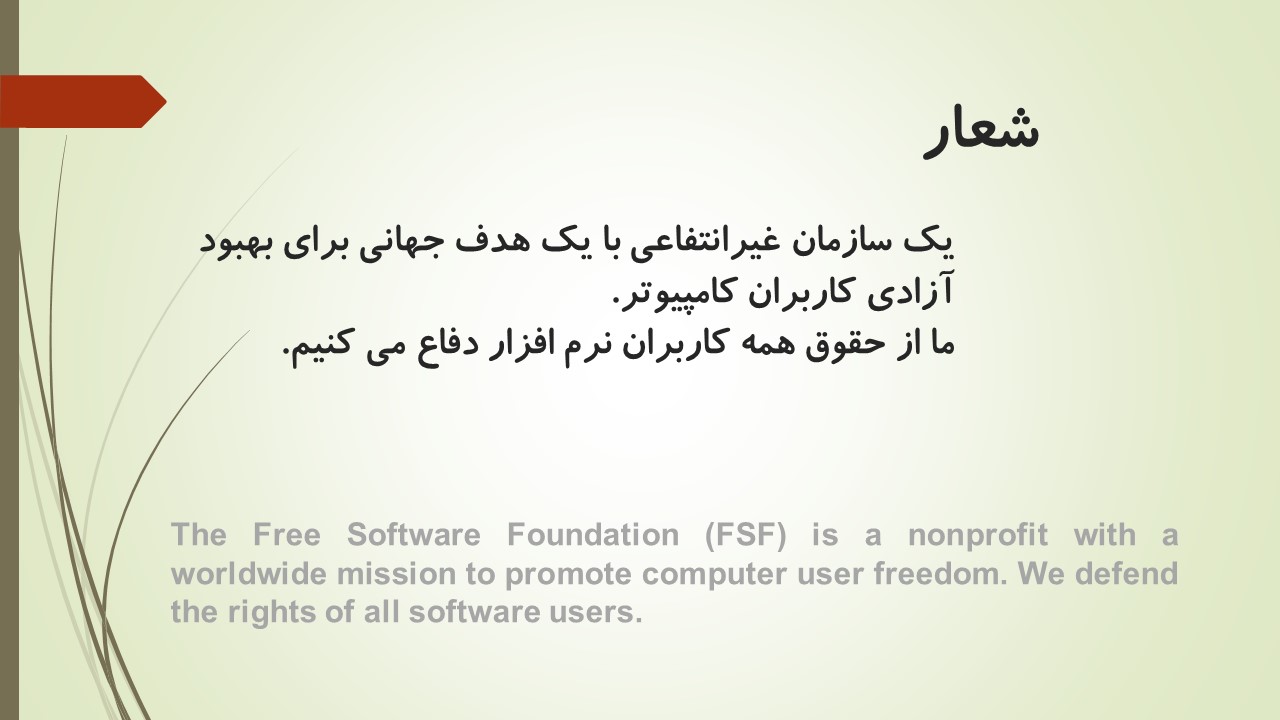 شعار
یک سازمان غیرانتفاعی با یک هدف جهانی برای بهبود
آزادی کاربران کامپیوتر.
ما از حقوق همه کاربران نرم افزار دفاع می کنیم.
The Free Software Foundation (FSF) is a nonprofit with a
worldwide mission to promote computer user freedom. We defend
the rights of all software users.